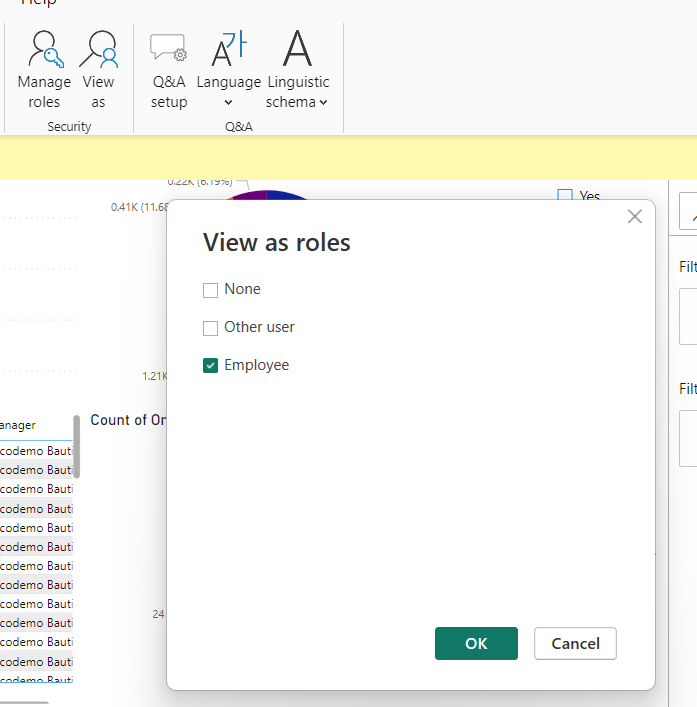 Help
Manage roles
View as
Security
Q&A setup
Language
Linguistic schema
Q&A
0.22K (6.19%)
0.41K (11.68
Yes
View as roles
None
Other user
Employee
1.21K
Filt
Filt
anager
Count of Or
codemo Bauti
codemo Bauti
codemo Bauti
codemo Bauti
codemo Bauti
codemo Bauti
codemo Bauti
codemo Bauti
codemo Bauti
codemo Bauti
codemo Bauti
codemo Bauti
codemo Bauti
24
OK
Cancel